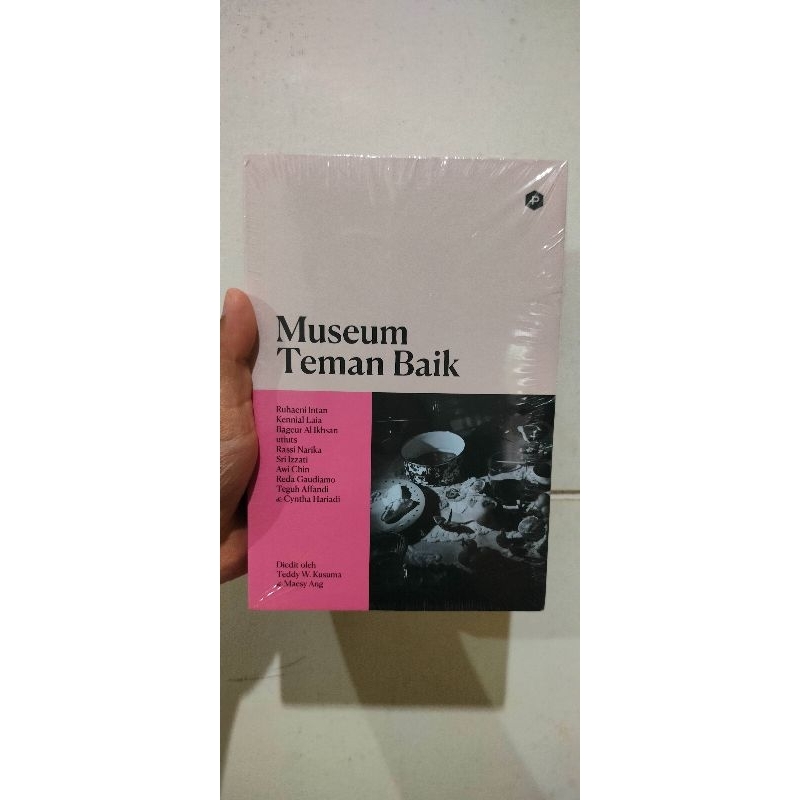 Museum
Teman Baik
Ruhaeni Intan
Kennial Laia
Bageur Al Ikhsan
utiuts
Rassi Narika
Sri Izzati
Awi Chin
Reda Gaudiamo
Teguh Affandi
& Cyntha Hariadi
Diedit oleh
Teddy W. Kusuma
& Maesy Ang